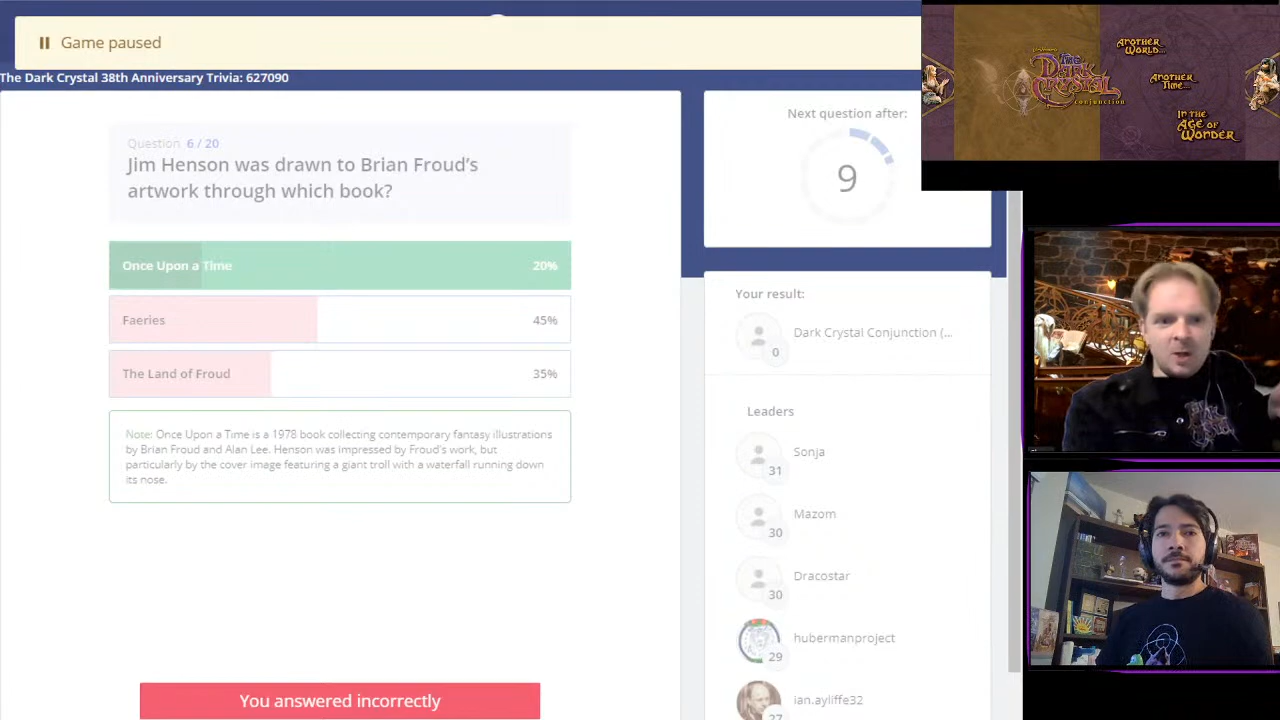 Game paused
The Dark Crystal 38th Anniversary Trivia: 627090
Question 6 / 20
Jim Henson was drawn to Brian Froud's
artwork through which book?
Once Upon a Time 20%
Faeries 45%
The Land of Froud 35%
Note: Once Upon a Time is a 1978 book collecting contemporary fantasy illustrations
by Brian Froud and Alan Lee. Henson was impressed by Froud's work, but
particularly by the cover image featuring a giant troll with a waterfall running down
its nose.
You answered incorrectly
Next question after:
9
Your result:
Dark Crystal Conjunction (...
0
Leaders
Sonja
31
Mazom
30
Dracostar
30
hubermanproject
29
ian.ayliffe32
27
THE
DARK
CRYSTAL
conjunction
ANOTHER
WORLD...
ANOTHER
TIME...
IN THE
AGE OF
WONDER